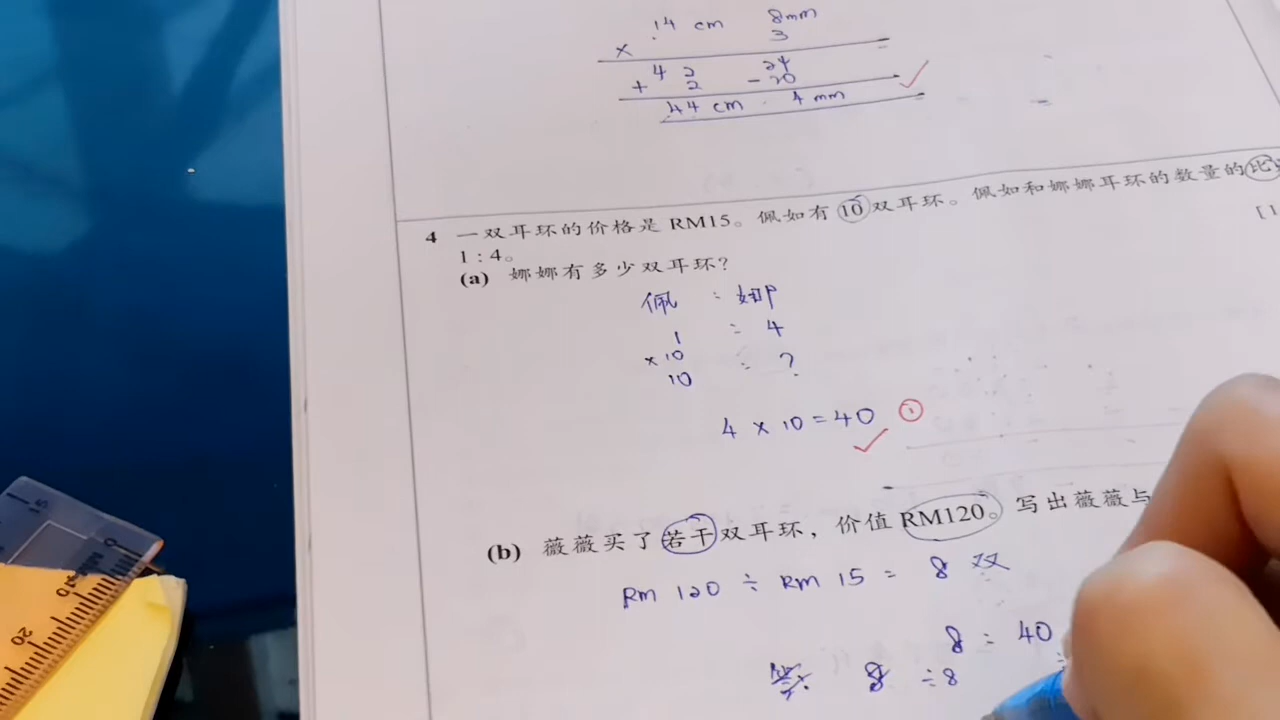 14 cm 8mm
× 3
42 24
+ 2 - 20
44 cm 4 mm
4 一双耳环的价格是 RM15。佩如有 10 双耳环。佩如和娜娜耳环的数量的比
1 : 4。
[1
(a) 娜娜有多少双耳环?
佩 : 娜
1 : 4
×10 : ?
10
4 × 10 = 40 ①
(b) 薇薇买了若干双耳环，价值 RM120。写出薇薇与
Rm 120 ÷ Rm 15 = 8 双
8 : 40
8 ÷8